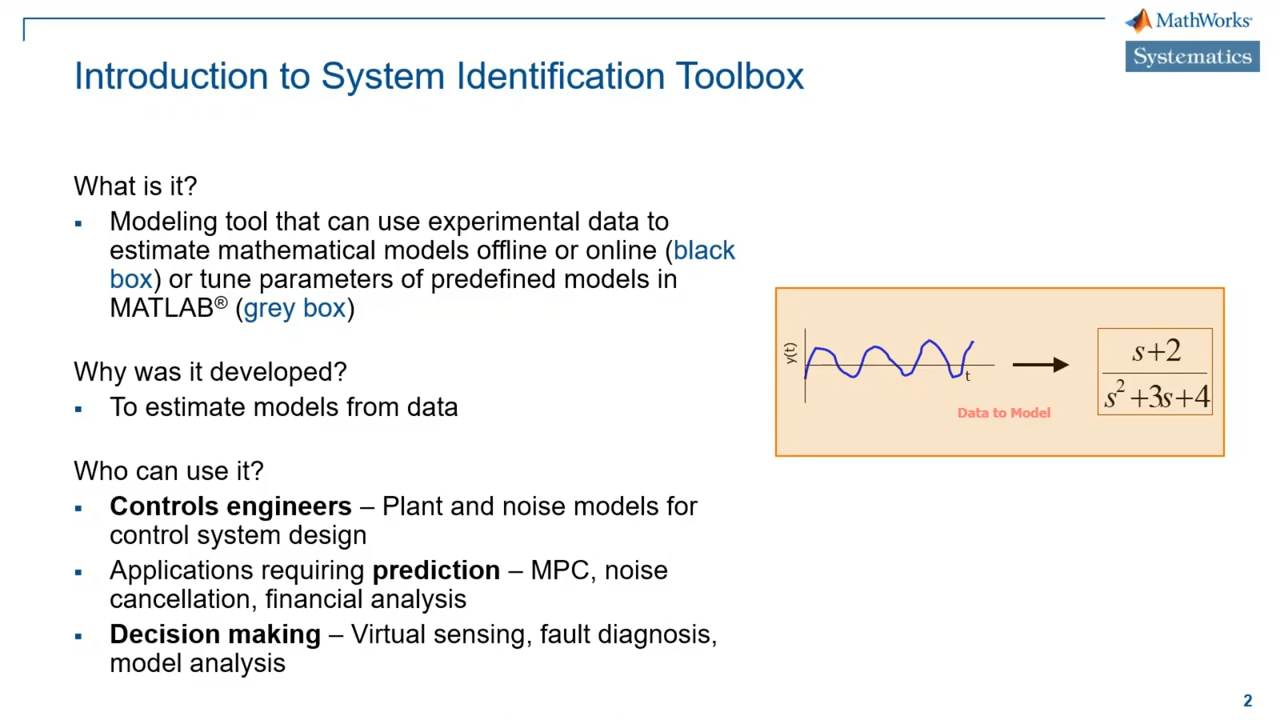 MathWorks®
Systematics
Introduction to System Identification Toolbox
What is it?
▪ Modeling tool that can use experimental data to
estimate mathematical models offline or online (black
box) or tune parameters of predefined models in
MATLAB® (grey box)
Why was it developed?
▪ To estimate models from data
Who can use it?
▪ Controls engineers – Plant and noise models for
control system design
▪ Applications requiring prediction – MPC, noise
cancellation, financial analysis
▪ Decision making – Virtual sensing, fault diagnosis,
model analysis
y(t)
t
Data to Model
s+2
s²+3s+4
2